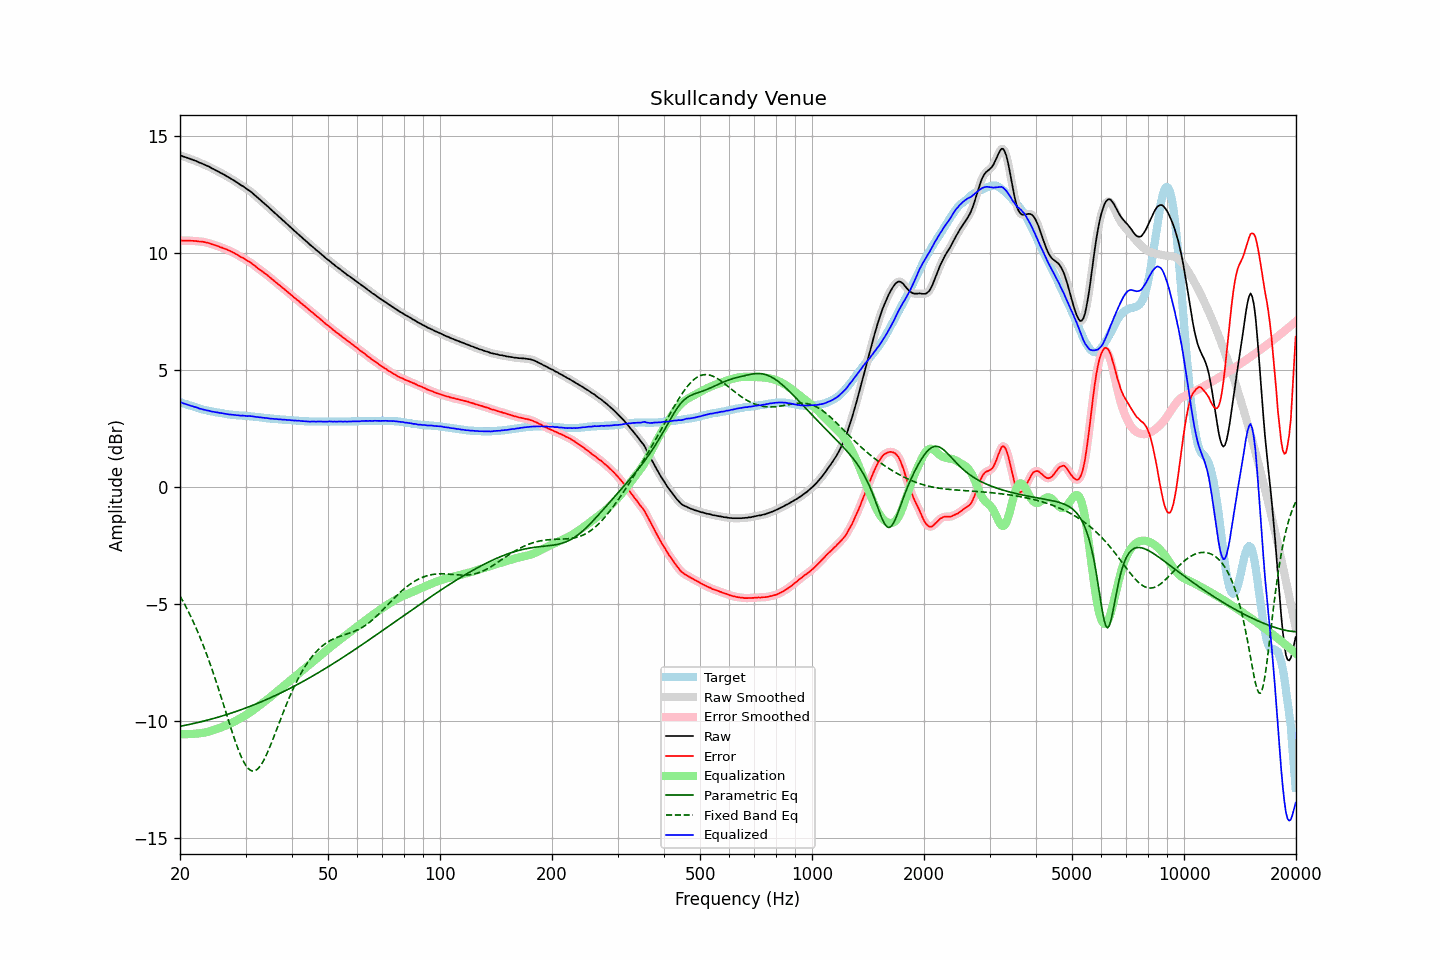 Skullcandy Venue
15
10
5
0
−5
−10
−15
Amplitude (dBr)
Target
Raw Smoothed
Error Smoothed
Raw
Error
Equalization
Parametric Eq
Fixed Band Eq
Equalized
20 50 100 200 500 1000 2000 5000 10000 20000
Frequency (Hz)